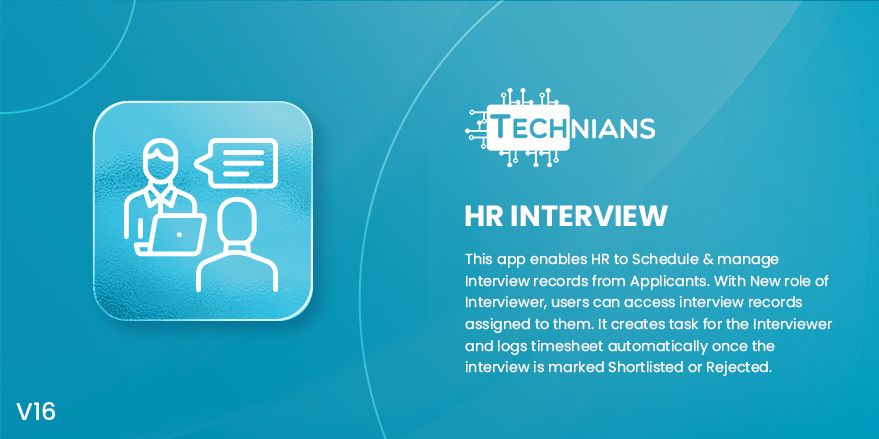 TECHNIANS
HR INTERVIEW
This app enables HR to Schedule & manage
Interview records from Applicants. With New role of
Interviewer, users can access interview records
assigned to them. It creates task for the Interviewer
and logs timesheet automatically once the
interview is marked Shortlisted or Rejected.
V16